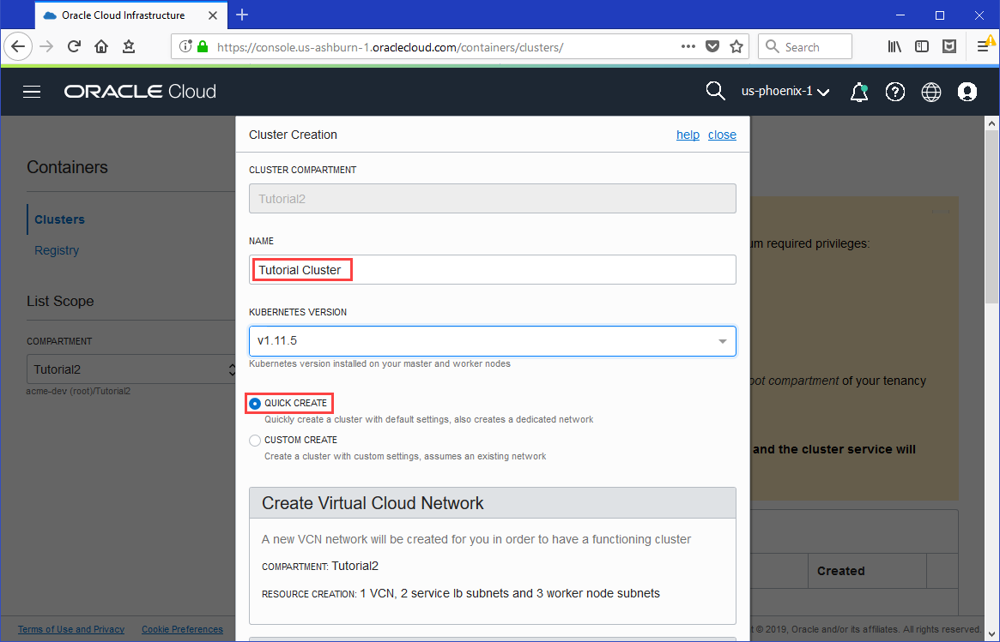 Oracle Cloud Infrastructure
https://console.us-ashburn-1.oraclecloud.com/containers/clusters/
Search
ORACLE Cloud
us-phoenix-1
Containers
Clusters
Registry
List Scope
COMPARTMENT
Tutorial2
acme-dev (root)/Tutorial2
Cluster Creation
help close
CLUSTER COMPARTMENT
Tutorial2
NAME
Tutorial Cluster
KUBERNETES VERSION
v1.11.5
Kubernetes version installed on your master and worker nodes
QUICK CREATE
Quickly create a cluster with default settings, also creates a dedicated network
CUSTOM CREATE
Create a cluster with custom settings, assumes an existing network
Create Virtual Cloud Network
A new VCN network will be created for you in order to have a functioning cluster
COMPARTMENT: Tutorial2
RESOURCE CREATION: 1 VCN, 2 service lb subnets and 3 worker node subnets
required privileges:
compartment of your tenancy
and the cluster service will
Created
Terms of Use and Privacy Cookie Preferences
© 2019, Oracle and/or its affiliates. All rights reserved.